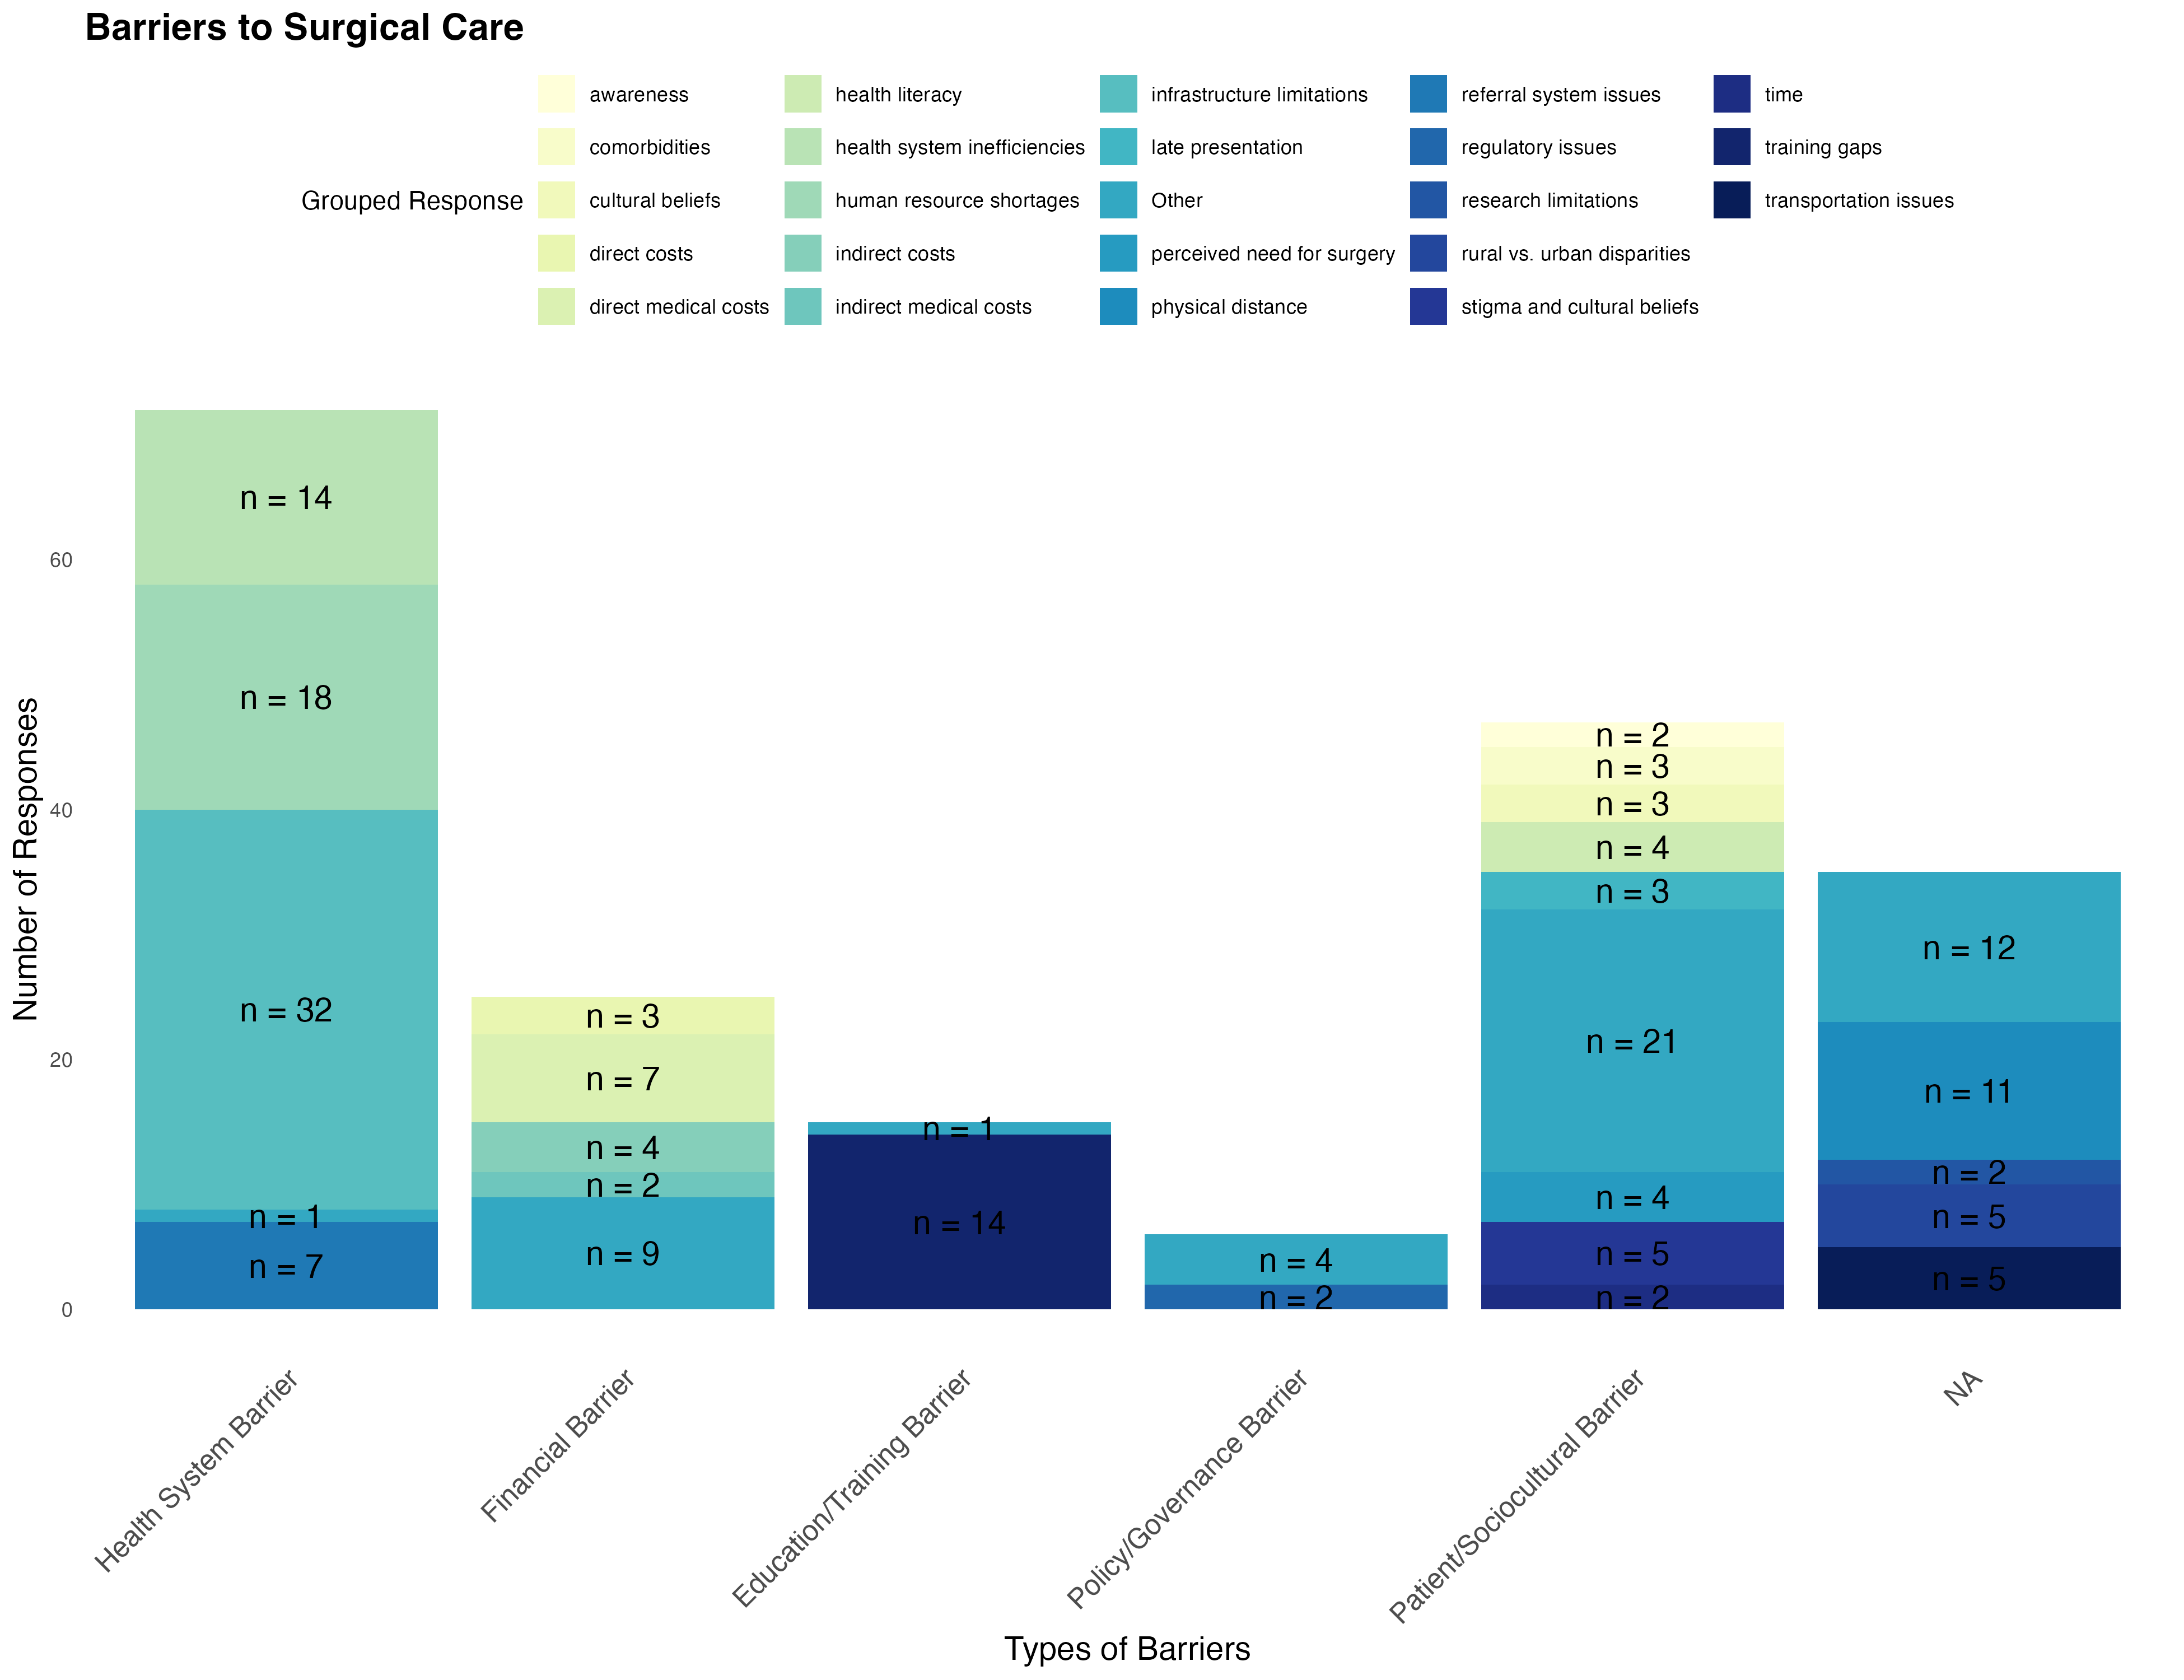 Barriers to Surgical Care
Grouped Response
awareness
comorbidities
cultural beliefs
direct costs
direct medical costs
health literacy
health system inefficiencies
human resource shortages
indirect costs
indirect medical costs
infrastructure limitations
late presentation
Other
perceived need for surgery
physical distance
referral system issues
regulatory issues
research limitations
rural vs. urban disparities
stigma and cultural beliefs
time
training gaps
transportation issues
Number of Responses
60
40
20
0
n = 14
n = 18
n = 32
n = 1
n = 7
n = 3
n = 7
n = 4
n = 2
n = 9
n = 1
n = 14
n = 4
n = 2
n = 2
n = 3
n = 3
n = 4
n = 3
n = 21
n = 4
n = 5
n = 2
n = 12
n = 11
n = 2
n = 5
n = 5
Health System Barrier
Financial Barrier
Education/Training Barrier
Policy/Governance Barrier
Patient/Sociocultural Barrier
NA
Types of Barriers